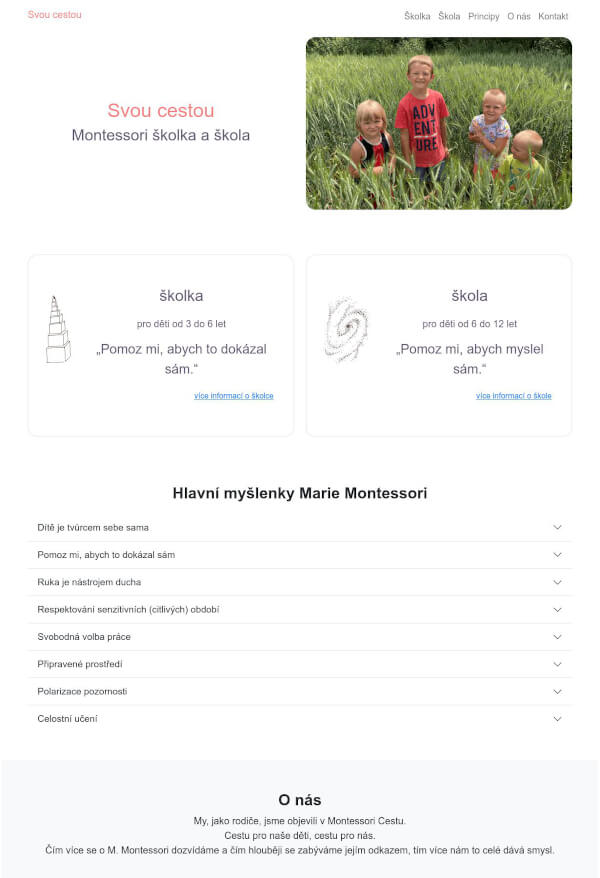 Svou cestou
Školka Škola Principy O nás Kontakt
Svou cestou
Montessori školka a škola
ADV
ENT
URE
školka
pro děti od 3 do 6 let
„Pomoz mi, abych to dokázal
sám.“
více informací o školce
škola
pro děti od 6 do 12 let
„Pomoz mi, abych myslel
sám.“
více informací o škole
Hlavní myšlenky Marie Montessori
Dítě je tvůrcem sebe sama
Pomoz mi, abych to dokázal sám
Ruka je nástrojem ducha
Respektování senzitivních (citlivých) období
Svobodná volba práce
Připravené prostředí
Polarizace pozornosti
Celostní učení
O nás
My, jako rodiče, jsme objevili v Montessori Cestu.
Cestu pro naše děti, cestu pro nás.
Čím více se o M. Montessori dozvídáme a čím hlouběji se zabýváme jejím odkazem, tím více nám to celé dává smysl.